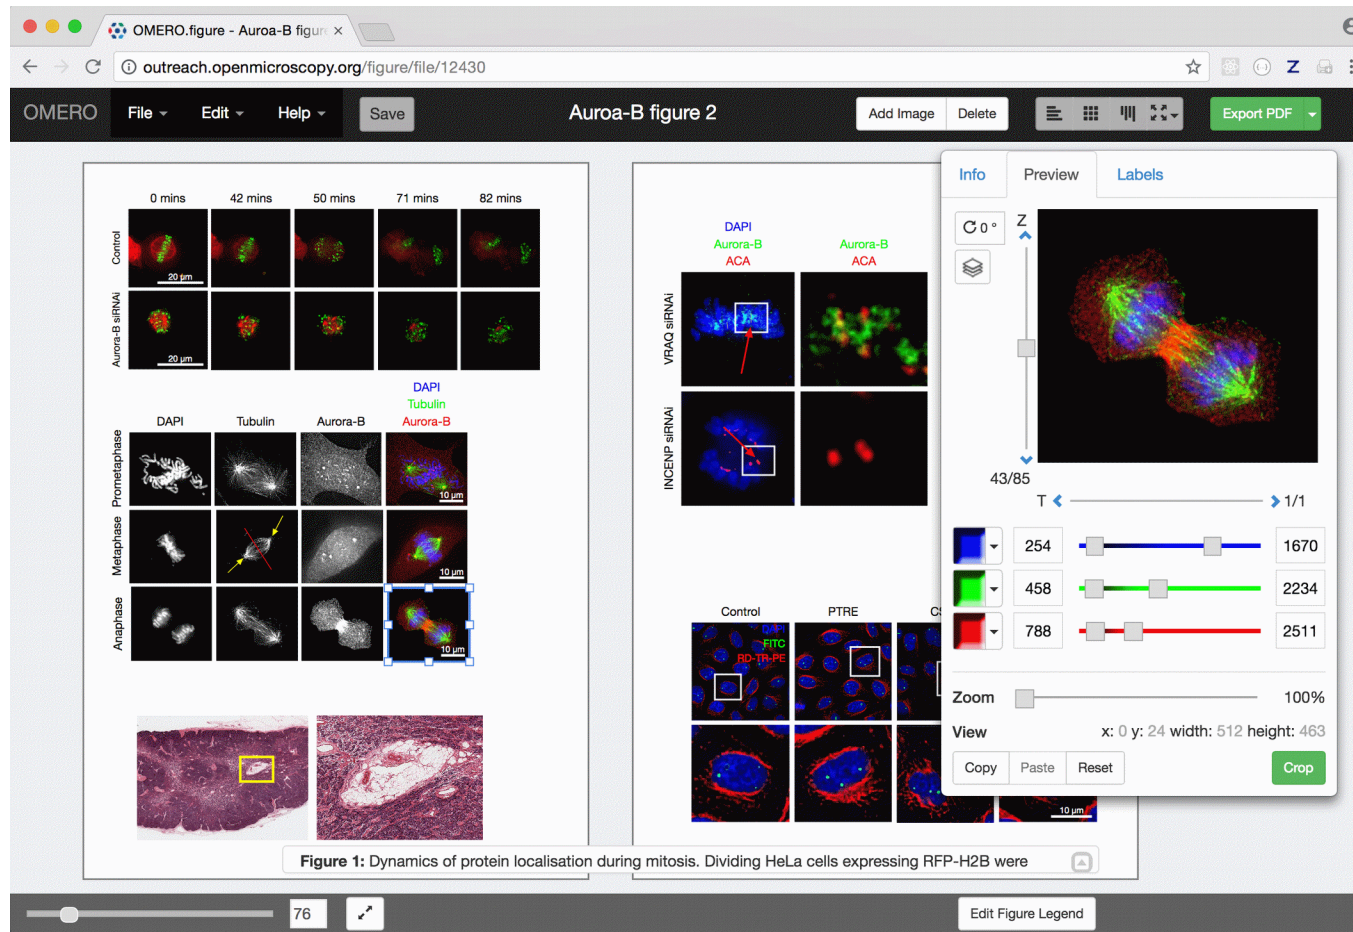 OMERO.figure - Auroa-B figur
outreach.openmicroscopy.org/figure/file/12430
Z
OMERO File Edit Help Save Auroa-B figure 2 Add Image Delete Export PDF
0 mins 42 mins 50 mins 71 mins 82 mins
Control
20 µm
Aurora-B siRNAi
20 µm
DAPI
Tubulin
DAPI Tubulin Aurora-B Aurora-B
Prometaphase
10 µm
Metaphase
10 µm
Anaphase
10 µm
DAPI
Aurora-B Aurora-B
ACA ACA
VRAQ siRNAi
INCENP siRNAi
Control PTRE CS
FITC
RD-TR-PE
10 µm
Info Preview Labels
0 °
Z
43/85
T 1/1
254 1670
458 2234
788 2511
Zoom 100%
View x: 0 y: 24 width: 512 height: 463
Copy Paste Reset Crop
Figure 1: Dynamics of protein localisation during mitosis. Dividing HeLa cells expressing RFP-H2B were
76 Edit Figure Legend